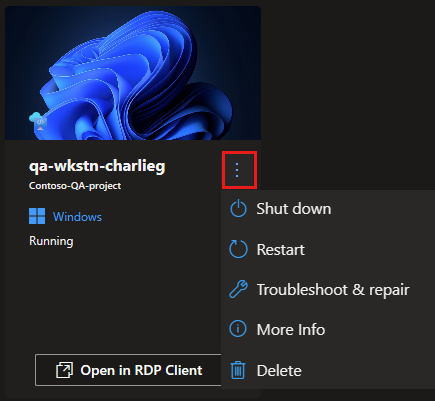 qa-wkstn-charlieg
Contoso-QA-project
Windows
Running
Shut down
Restart
Troubleshoot & repair
More Info
Delete
Open in RDP Client